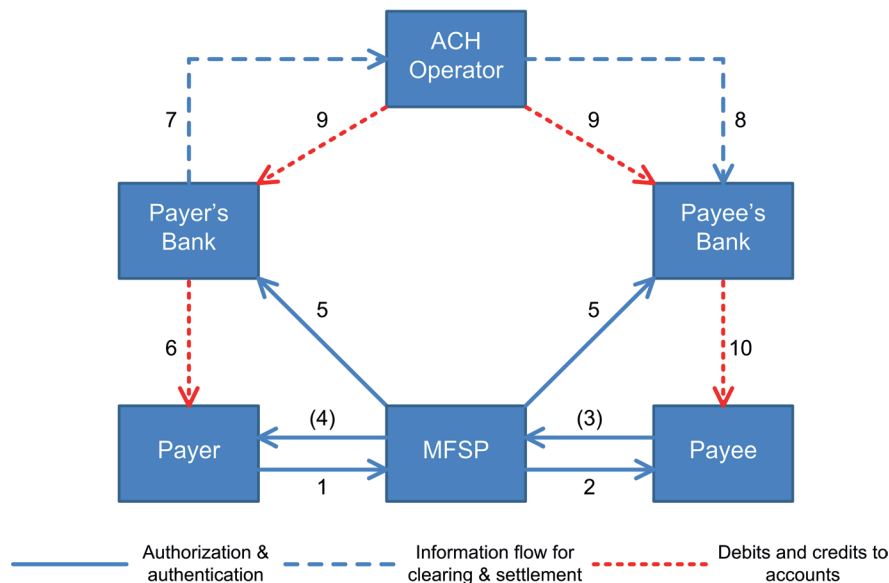 ACH
Operator
7
9
9
8
Payer’s
Bank
Payee’s
Bank
5
5
6
10
(4)
(3)
Payer
MFSP
Payee
1
2
Authorization &
authentication
Information flow for
clearing & settlement
Debits and credits to
accounts